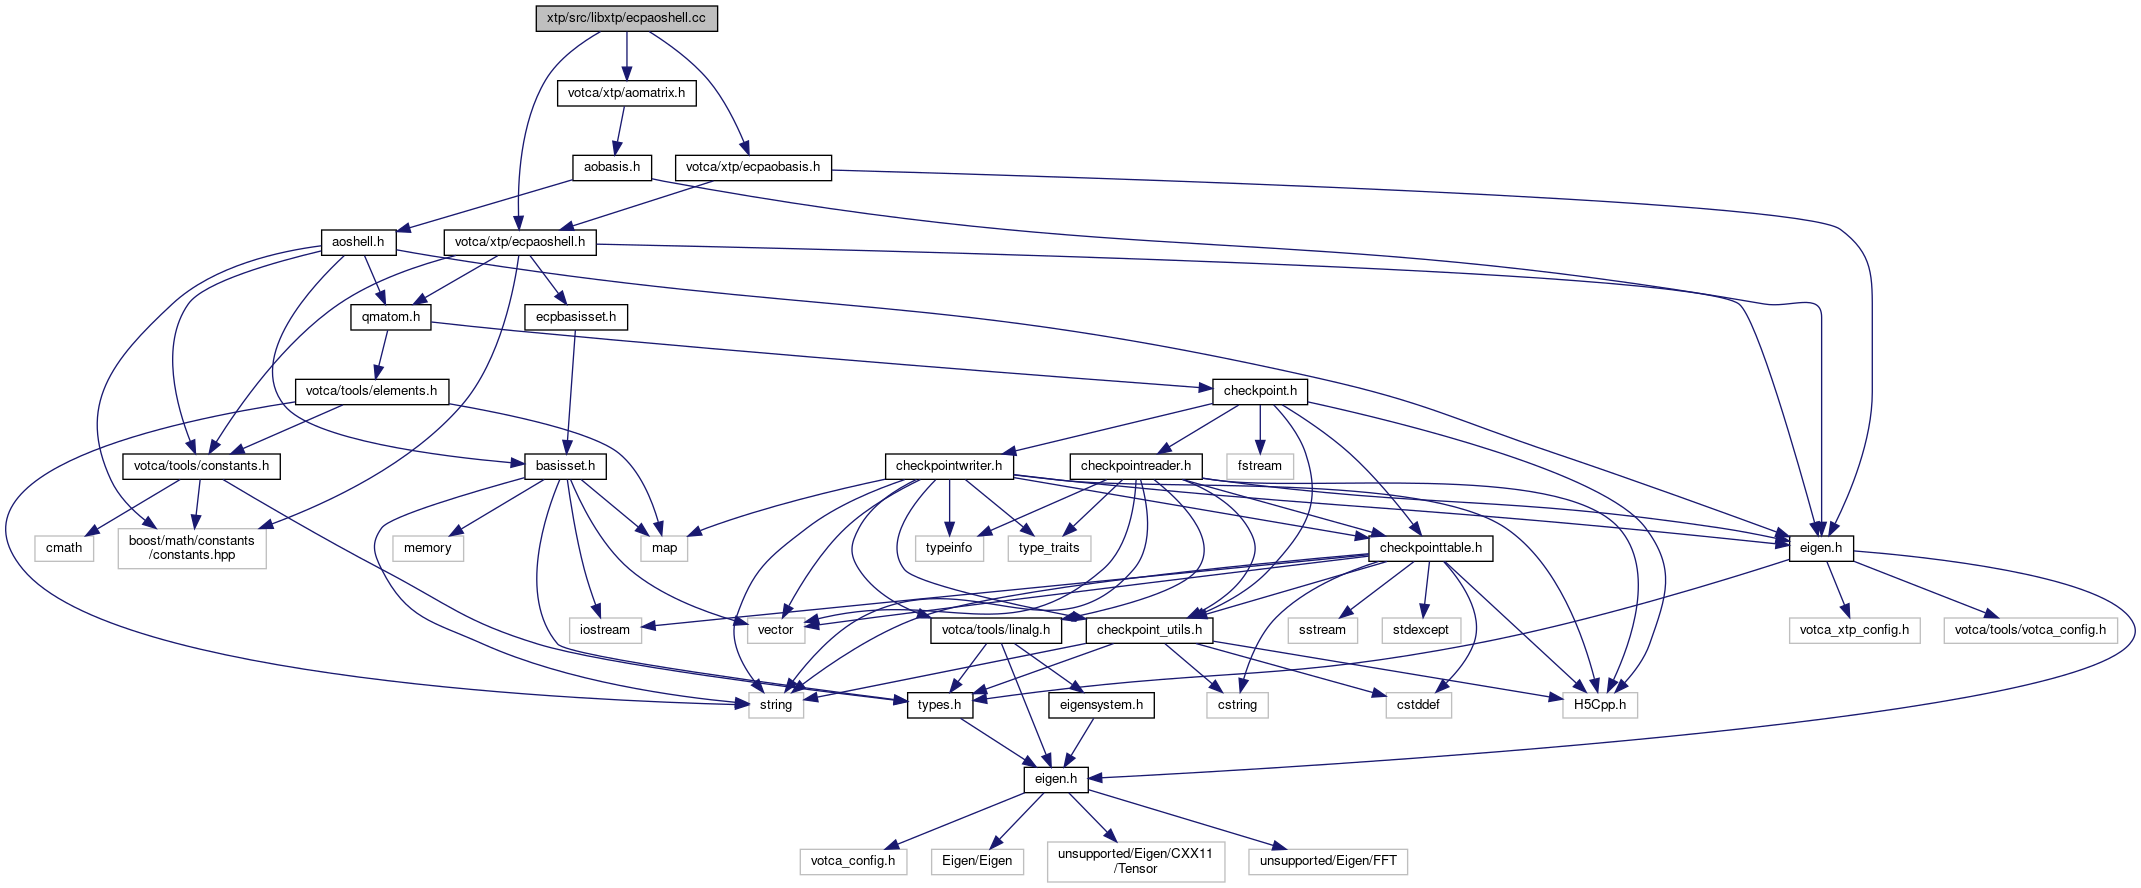 xtp/src/libxtp/ecpaoshell.cc
votca/xtp/aomatrix.h
aobasis.h
votca/xtp/ecpaobasis.h
aoshell.h
votca/xtp/ecpaoshell.h
qmatom.h
ecpbasisset.h
votca/tools/elements.h
checkpoint.h
votca/tools/constants.h
basisset.h
checkpointwriter.h
checkpointreader.h
fstream
cmath
boost/math/constants
/constants.hpp
memory
map
typeinfo
type_traits
checkpointtable.h
eigen.h
iostream
vector
votca/tools/linalg.h
checkpoint_utils.h
sstream
stdexcept
votca_xtp_config.h
votca/tools/votca_config.h
string
types.h
eigensystem.h
cstring
cstddef
H5Cpp.h
eigen.h
votca_config.h
Eigen/Eigen
unsupported/Eigen/CXX11
/Tensor
unsupported/Eigen/FFT